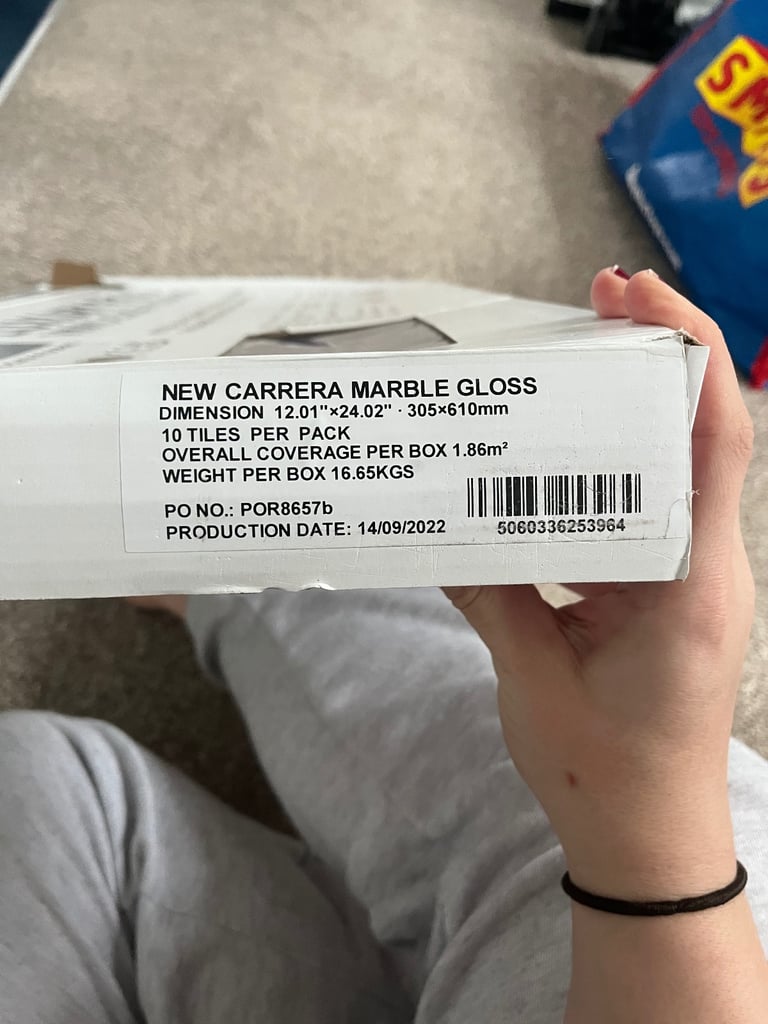 NEW CARRERA MARBLE GLOSS
DIMENSION 12.01"×24.02" · 305×610mm
10 TILES PER PACK
OVERALL COVERAGE PER BOX 1.86m²
WEIGHT PER BOX 16.65KGS
PO NO.: POR8657b
PRODUCTION DATE: 14/09/2022
5060336253964